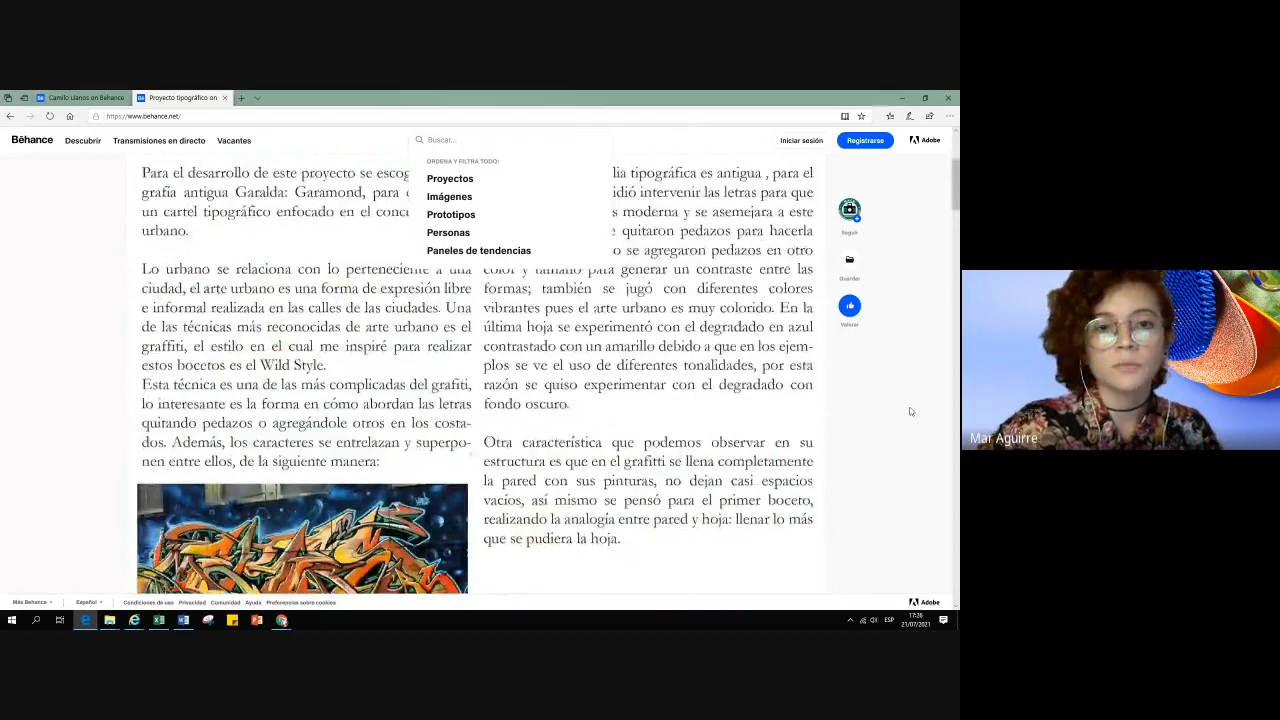 Camilo Llanos on Behance
Proyecto tipográfico on
https://www.behance.net/
Bēhance
Descubrir
Transmisiones en directo
Vacantes
Buscar...
Iniciar sesión
Registrarse
Adobe
ORDENA Y FILTRA TODO:
Proyectos
Imágenes
Prototipos
Personas
Paneles de tendencias
Para el desarrollo de este proyecto se escog
grafía antigua Garalda: Garamond, para
un cartel tipográfico enfocado en el conc
urbano.
Lo urbano se relaciona con lo perteneciente a una
ciudad, el arte urbano es una forma de expresión libre
e informal realizada en las calles de las ciudades. Una
de las técnicas más reconocidas de arte urbano es el
graffiti, el estilo en el cual me inspiré para realizar
estos bocetos es el Wild Style.
Esta técnica es una de las más complicadas del grafiti,
lo interesante es la forma en cómo abordan las letras
quitando pedazos o agregándole otros en los costa-
dos. Además, los caracteres se entrelazan y superpo-
nen entre ellos, de la siguiente manera:
lia tipográfica es antigua , para el
idió intervenir las letras para que
s moderna y se asemejara a este
e quitaron pedazos para hacerla
o se agregaron pedazos en otro
color y tamaño para generar un contraste entre las
formas; también se jugó con diferentes colores
vibrantes pues el arte urbano es muy colorido. En la
última hoja se experimentó con el degradado en azul
contrastado con un amarillo debido a que en los ejem-
plos se ve el uso de diferentes tonalidades, por esta
razón se quiso experimentar con el degradado con
fondo oscuro.
Otra característica que podemos observar en su
estructura es que en el grafitti se llena completamente
la pared con sus pinturas, no dejan casi espacios
vacíos, así mismo se pensó para el primer boceto,
realizando la analogía entre pared y hoja: llenar lo más
que se pudiera la hoja.
Seguir
Guardar
Valorar
Mar Aguirre
Más Behance
Español
Condiciones de uso
Privacidad
Comunidad
Ayuda
Preferencias sobre cookies
Adobe
ESP
17:26
21/07/2021